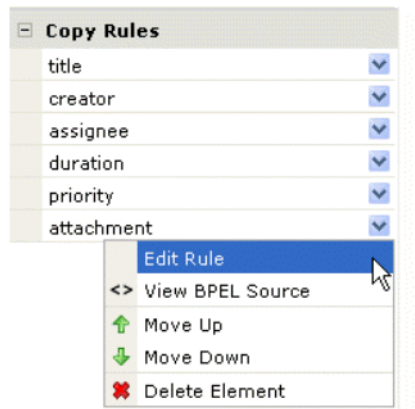 Copy Rules
title
creator
assignee
duration
priority
attachment
Edit Rule
<> View BPEL Source
Move Up
Move Down
Delete Element